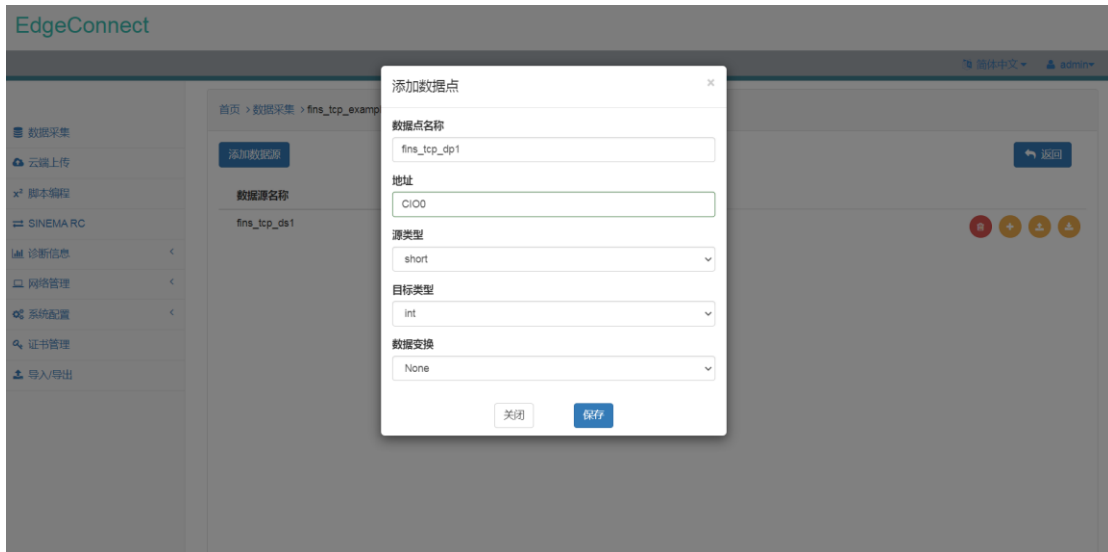 EdgeConnect
简体中文
admin
首页 > 数据采集 > fins_tcp_examp
数据采集
云端上传
x² 脚本编程
SINEMA RC
诊断信息
网络管理
系统配置
证书管理
导入/导出
添加数据源
返回
数据源名称
fins_tcp_ds1
添加数据点
×
数据点名称
fins_tcp_dp1
地址
CIO0
源类型
short
目标类型
int
数据变换
None
关闭
保存